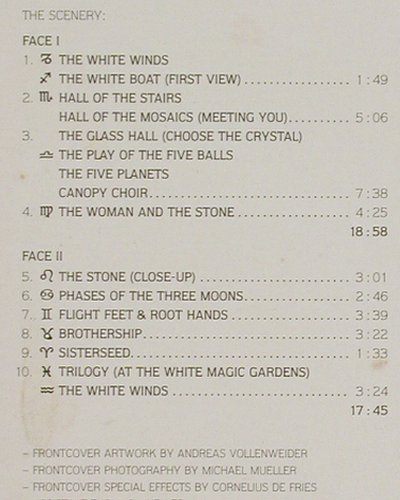 THE SCENERY:
FACE I
1. ♑ THE WHITE WINDS
♐ THE WHITE BOAT (FIRST VIEW) ................ 1:49
2. ♏ HALL OF THE STAIRS
HALL OF THE MOSAICS (MEETING YOU).......... 5:06
3. THE GLASS HALL (CHOOSE THE CRYSTAL)
♎ THE PLAY OF THE FIVE BALLS
THE FIVE PLANETS
CANOPY CHOIR................................ 7:38
4. ♍ THE WOMAN AND THE STONE .................. 4:25
18:58
FACE II
5. ♌ THE STONE (CLOSE-UP) ....................... 3:01
6. ♋ PHASES OF THE THREE MOONS................. 2:46
7. ♊ FLIGHT FEET & ROOT HANDS .................. 3:39
8. ♉ BROTHERSHIP................................ 3:22
9. ♈ SISTERSEED.................................. 1:33
10. ♓ TRILOGY (AT THE WHITE MAGIC GARDENS)
♒ THE WHITE WINDS ........................... 3:24
17:45
– FRONTCOVER ARTWORK BY ANDREAS VOLLENWEIDER
– FRONTCOVER PHOTOGRAPHY BY MICHAEL MUELLER
– FRONTCOVER SPECIAL EFFECTS BY CORNELIUS DE FRIES